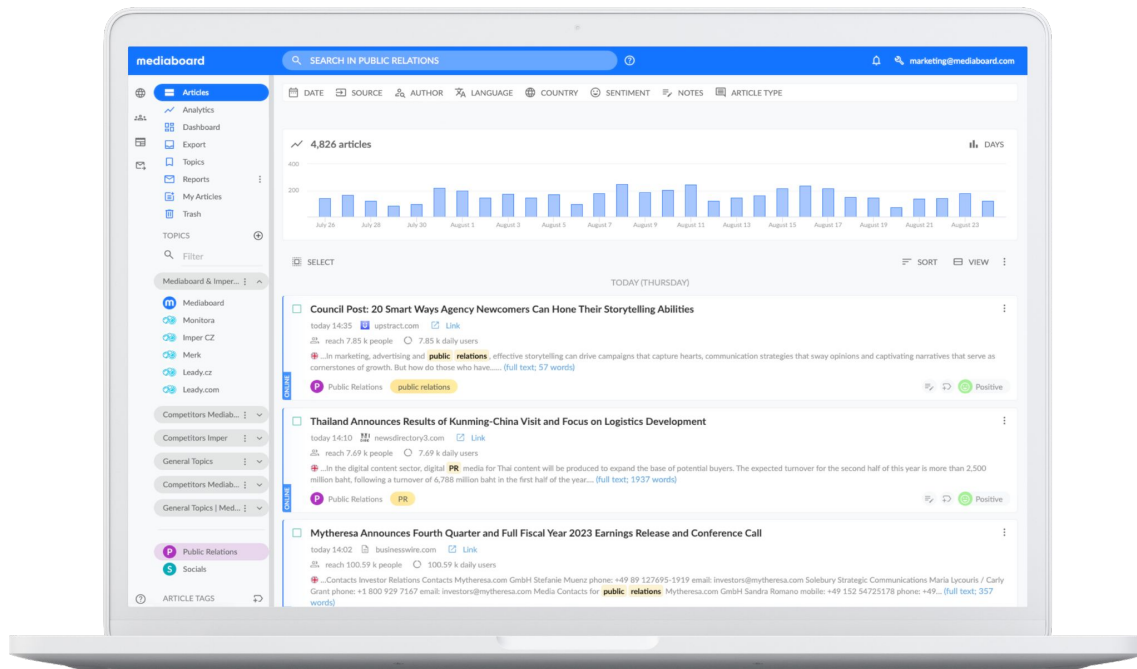 mediaboard
SEARCH IN PUBLIC RELATIONS
marketing@mediaboard.com
Articles
Analytics
Dashboard
Export
Topics
Reports
My Articles
Trash
TOPICS
Filter
Mediaboard & Imper...
Mediaboard
Monitora
Imper CZ
Merk
Leady.cz
Leady.com
Competitors Mediab...
Competitors Imper
General Topics
Competitors Mediab...
General Topics | Med...
Public Relations
Socials
ARTICLE TAGS
DATE SOURCE AUTHOR LANGUAGE COUNTRY SENTIMENT NOTES ARTICLE TYPE
4,826 articles DAYS
400
200
July 26 July 28 July 30 August 1 August 3 August 5 August 7 August 9 August 11 August 13 August 15 August 17 August 19 August 21 August 23
SELECT SORT VIEW
TODAY (THURSDAY)
Council Post: 20 Smart Ways Agency Newcomers Can Hone Their Storytelling Abilities
today 14:35 upstract.com Link
reach 7.85 k people 7.85 k daily users
...In marketing, advertising and public relations, effective storytelling can drive campaigns that capture hearts, communication strategies that sway opinions and captivating narratives that serve as
cornerstones of growth. But how do those who have...... (full text; 57 words)
ONLINE
P Public Relations public relations Positive
Thailand Announces Results of Kunming-China Visit and Focus on Logistics Development
today 14:10 newsdirectory3.com Link
reach 7.69 k people 7.69 k daily users
...In the digital content sector, digital PR media for Thai content will be produced to expand the base of potential buyers. The expected turnover for the second half of this year is more than 2,500
million baht, following a turnover of 6,788 million baht in the first half of the year.... (full text; 1937 words)
ONLINE
P Public Relations PR Positive
Mytheresa Announces Fourth Quarter and Full Fiscal Year 2023 Earnings Release and Conference Call
today 14:02 businesswire.com Link
reach 100.59 k people 100.59 k daily users
...Contacts Investor Relations Contacts Mytheresa.com GmbH Stefanie Muenz phone: +49 89 127695-1919 email: investors@mytheresa.com Solebury Strategic Communications Maria Lycouris / Carly
Grant phone: +1 800 929 7167 email: investors@mytheresa.com Media Contacts for public relations Mytheresa.com GmbH Sandra Romano mobile: +49 152 54725178 phone: +49... (full text; 357
words)